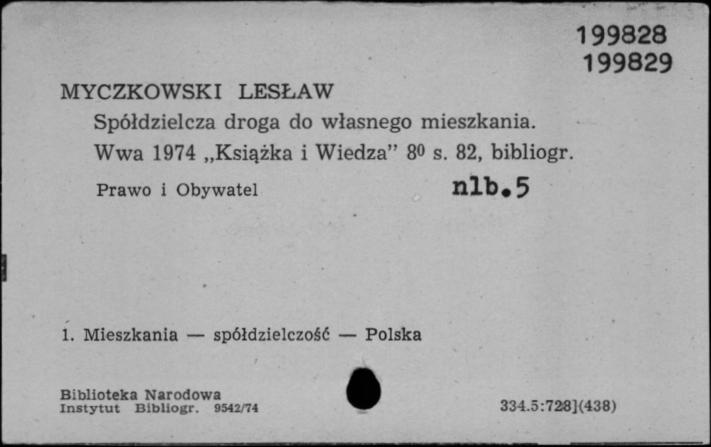 199828
199829
MYCZKOWSKI LESŁAW
Spółdzielcza droga do własnego mieszkania.
Wwa 1974 „Książka i Wiedza” 8⁰ s. 82, bibliogr.
Prawo i Obywatel nlb.5
1. Mieszkania — spółdzielczość — Polska
Biblioteka Narodowa
Instytut Bibliogr. 9542/74
334.5:728](438)